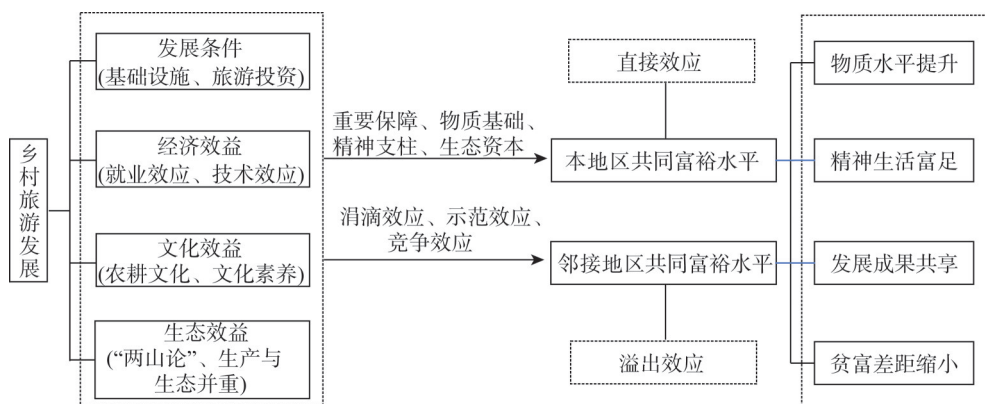 乡村旅游发展
发展条件
(基础设施、旅游投资)
经济效益
(就业效应、技术效应)
文化效益
(农耕文化、文化素养)
生态效益
(“两山论”、生产与
生态并重)
重要保障、物质基础、
精神支柱、生态资本
涓滴效应、示范效应、
竞争效应
直接效应
本地区共同富裕水平
邻接地区共同富裕水平
溢出效应
物质水平提升
精神生活富足
发展成果共享
贫富差距缩小